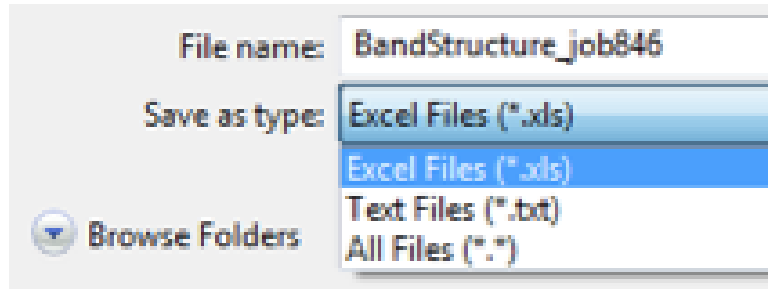 File name: BandStructure_job846
Save as type: Excel Files (*.xls)
Excel Files (*.xls)
Text Files (*.txt)
Browse Folders
All Files (*.*)